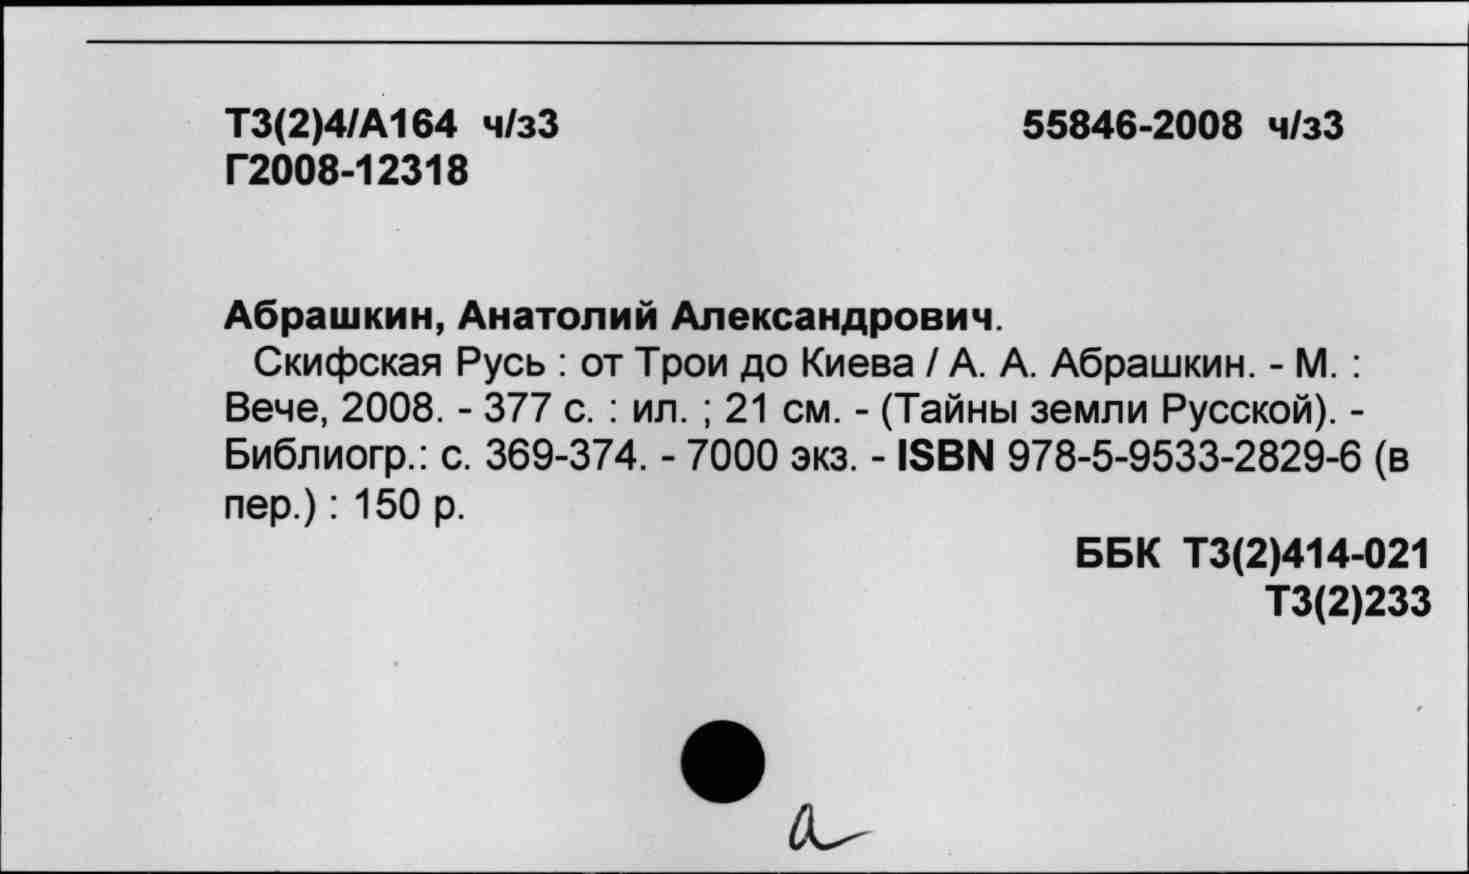 Т3(2)4/А164 ч/з3 55846-2008 ч/з3
Г2008-12318
Абрашкин, Анатолий Александрович.
Скифская Русь : от Трои до Киева / А. А. Абрашкин. - М. :
Вече, 2008. - 377 с. : ил. ; 21 см. - (Тайны земли Русской). -
Библиогр.: с. 369-374. - 7000 экз. - ISBN 978-5-9533-2829-6 (в
пер.) : 150 р.
ББК Т3(2)414-021
Т3(2)233
а